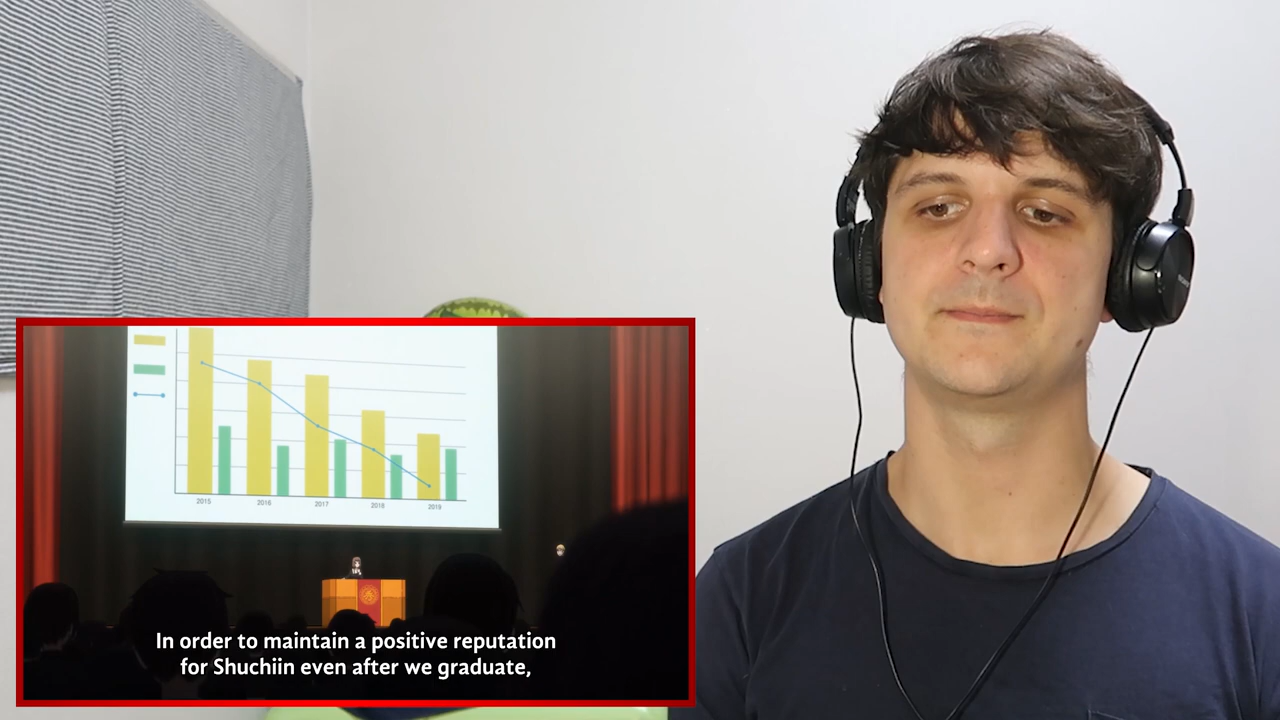 2015 2016 2017 2018 2019
In order to maintain a positive reputation
for Shuchiin even after we graduate,